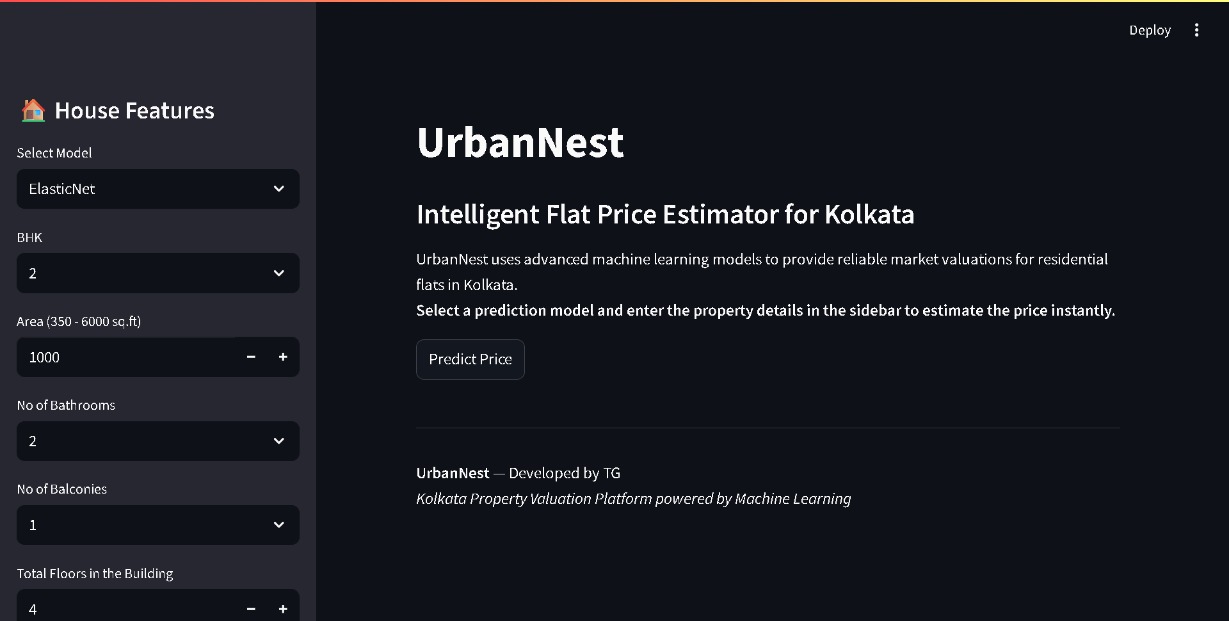 Deploy
House Features
Select Model
ElasticNet
BHK
2
Area (350 - 6000 sq.ft)
1000
No of Bathrooms
2
No of Balconies
1
Total Floors in the Building
4
UrbanNest
Intelligent Flat Price Estimator for Kolkata
UrbanNest uses advanced machine learning models to provide reliable market valuations for residential
flats in Kolkata.
Select a prediction model and enter the property details in the sidebar to estimate the price instantly.
Predict Price
UrbanNest — Developed by TG
Kolkata Property Valuation Platform powered by Machine Learning